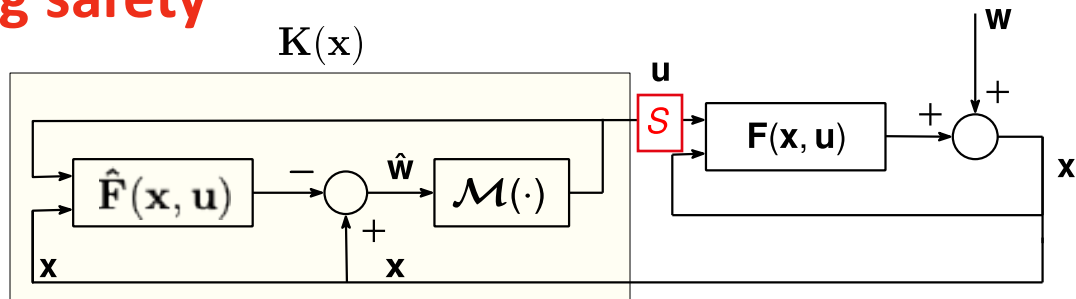 g safety
K(x)
w
u
+
S
F(x, u)
+
x
F̂(x, u)
−
ŵ
M(·)
+
x
x